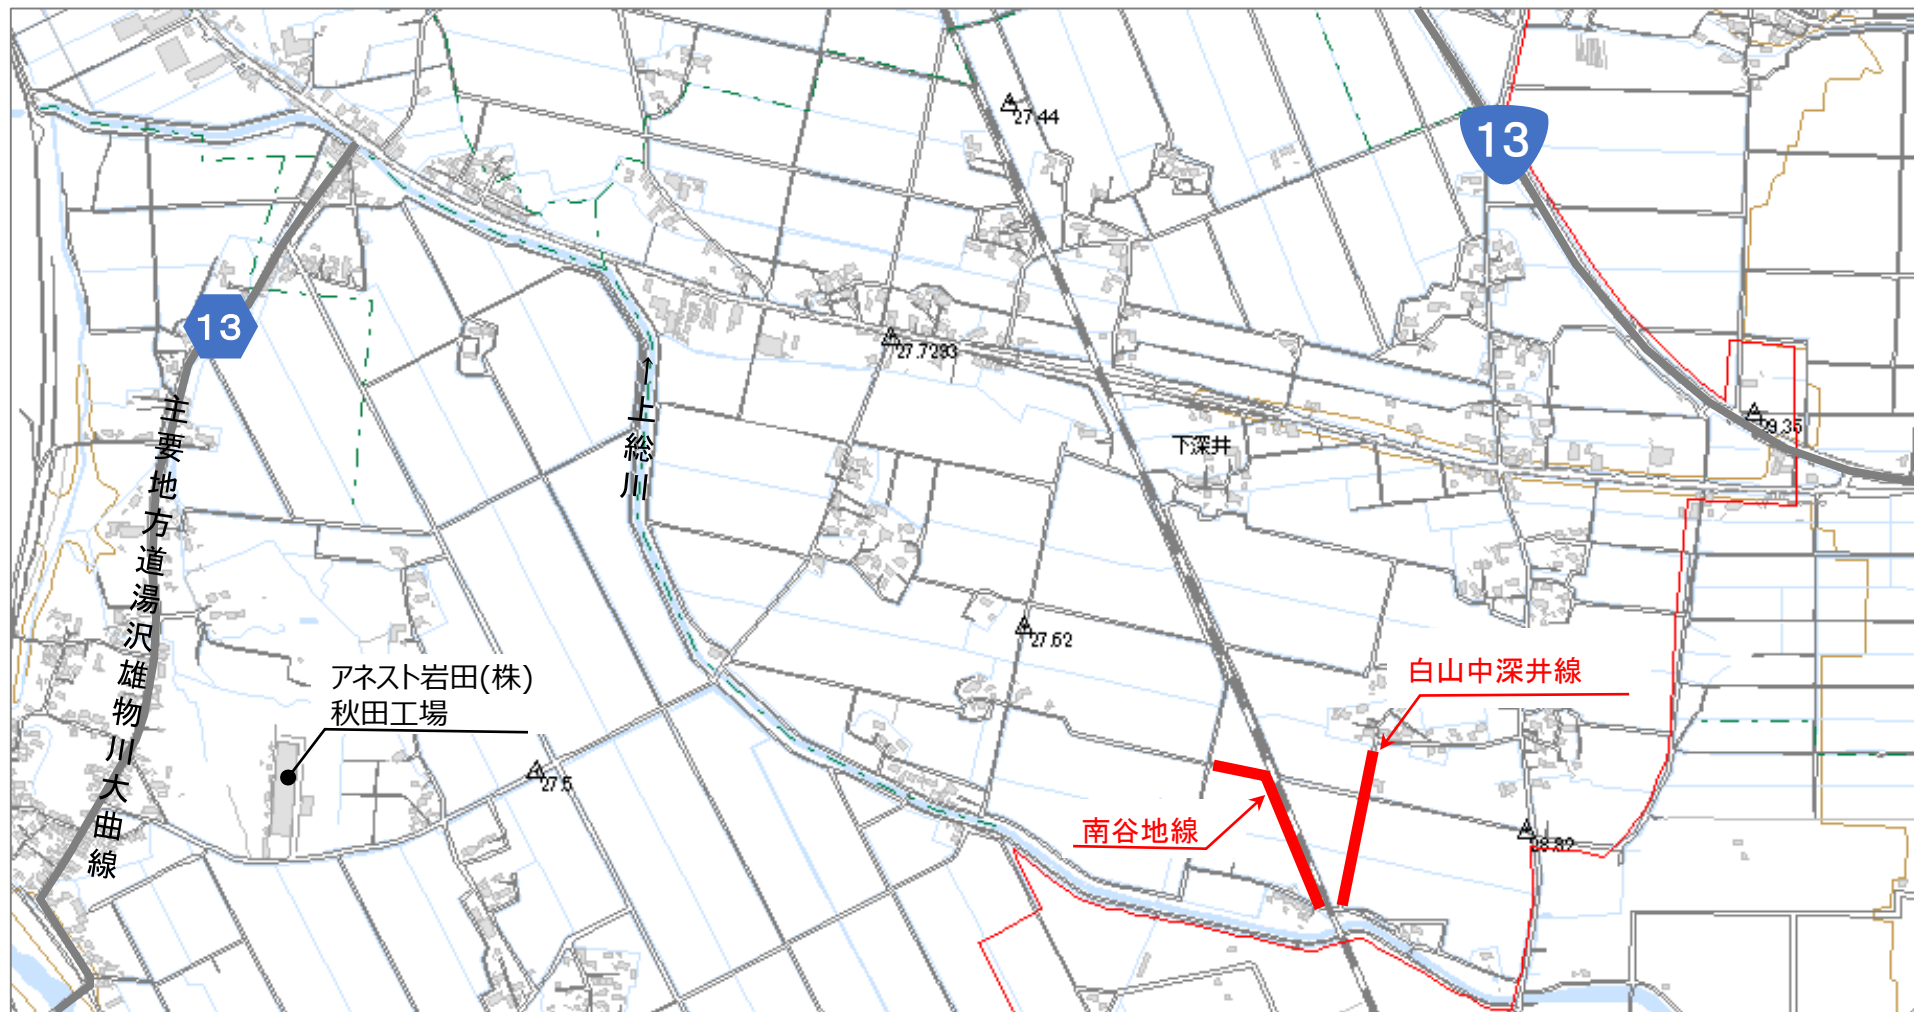 27.44
13
13
27.7293
主要地方道湯沢雄物川大曲線
↑上総川
下深井
29.35
27.62
白山中深井線
アネスト岩田(株)
秋田工場
27.5
南谷地線
28.82